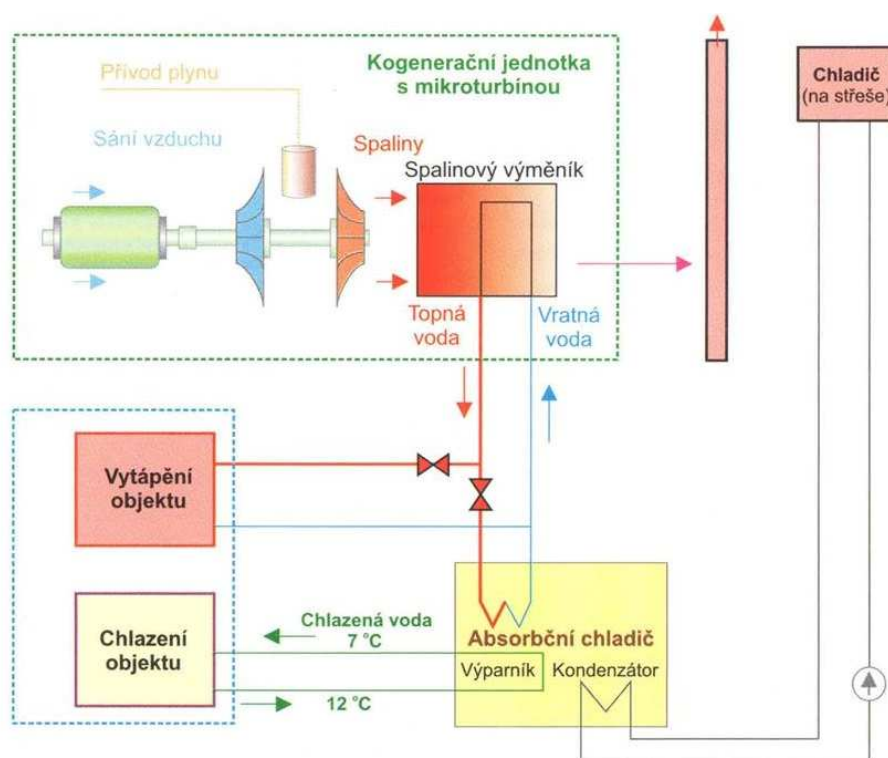 Kogenerační jednotka
s mikroturbínou
Přívod plynu
Sání vzduchu
Spaliny
Spalinový výměník
Chladič
(na střeše)
Topná
voda
Vratná
voda
Vytápění
objektu
Chlazení
objektu
Chlazená voda
7 °C
12 °C
Absorbční chladič
Výparník
Kondenzátor